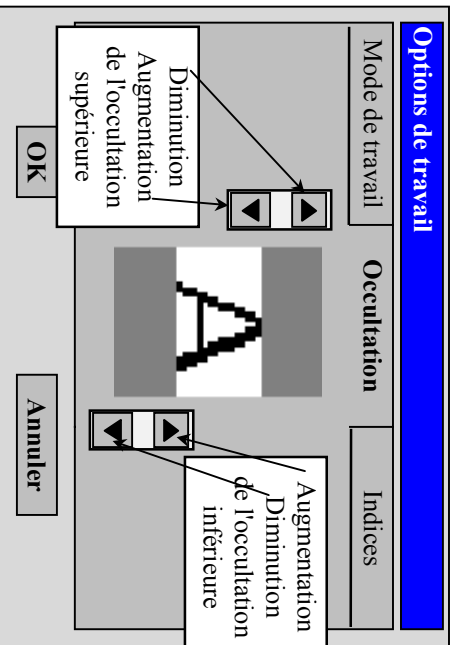 Options de travail
Mode de travail
Occultation
Indices
Diminution
Augmentation
de l'occultation
supérieure
A
Augmentation
Diminution
de l'occultation
inférieure
OK
Annuler